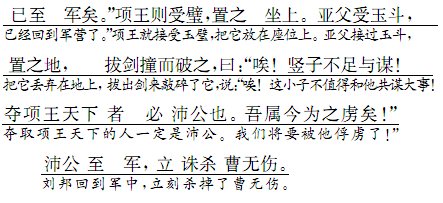 已至 军矣。”项王则受璧,置之 坐上。亚父受玉斗,
已经回到军营了。”项王就接受玉璧,把它放在座位上。亚父接过玉斗,
置之地, 拔剑撞而破之,曰:“唉! 竖子不足与谋!
把它丢弃在地上,拔出剑来敲碎了它,说:“唉! 这小子不值得和他共谋大事!
夺项王天下 者 必 沛公也。吾属今为之虏矣!”
夺取项王天下的人一定是沛公。我们将要被他俘虏了!”
沛公 至 军,立 诛杀 曹无伤。
刘邦回到军中,立刻杀掉了曹无伤。